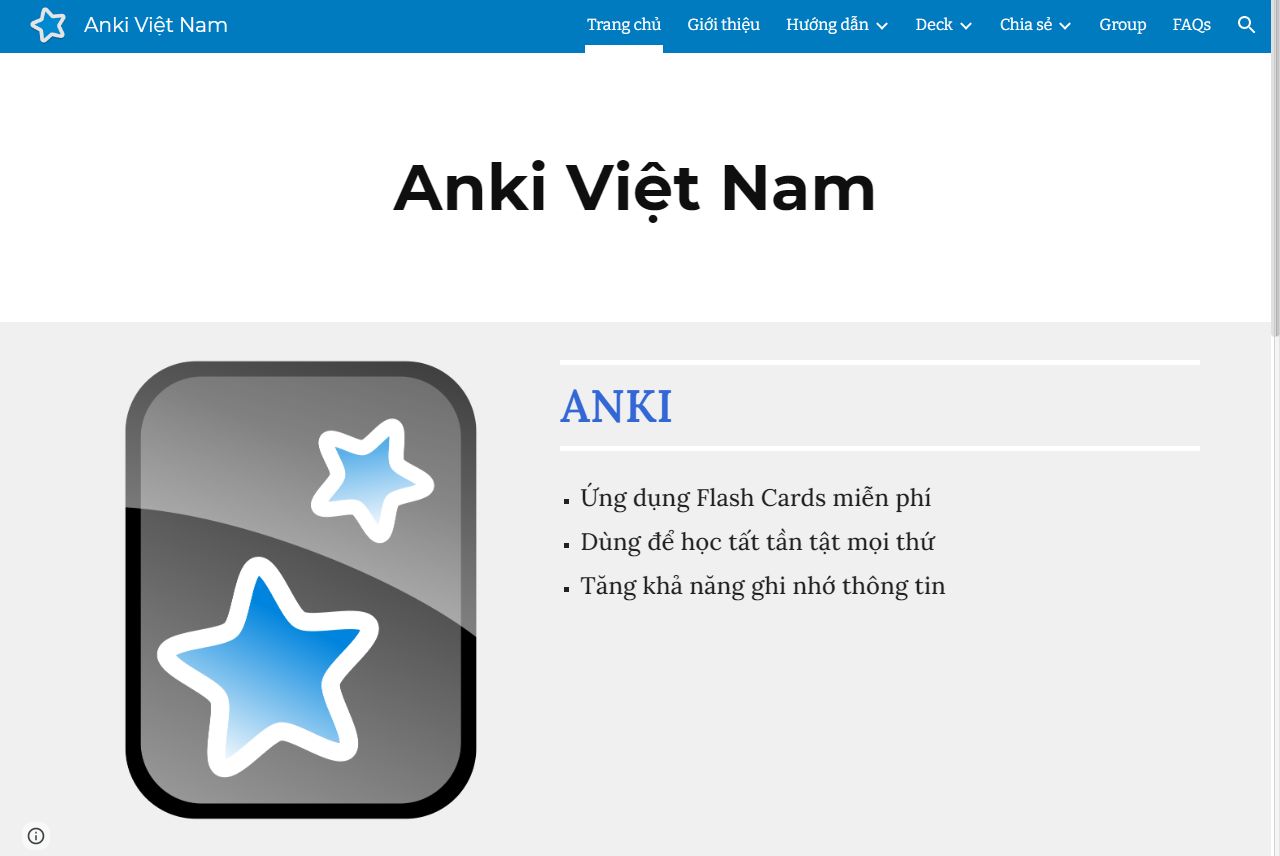 Anki Việt Nam
Trang chủ Giới thiệu Hướng dẫn Deck Chia sẻ Group FAQs
Anki Việt Nam
ANKI
Ứng dụng Flash Cards miễn phí
Dùng để học tất tần tật mọi thứ
Tăng khả năng ghi nhớ thông tin